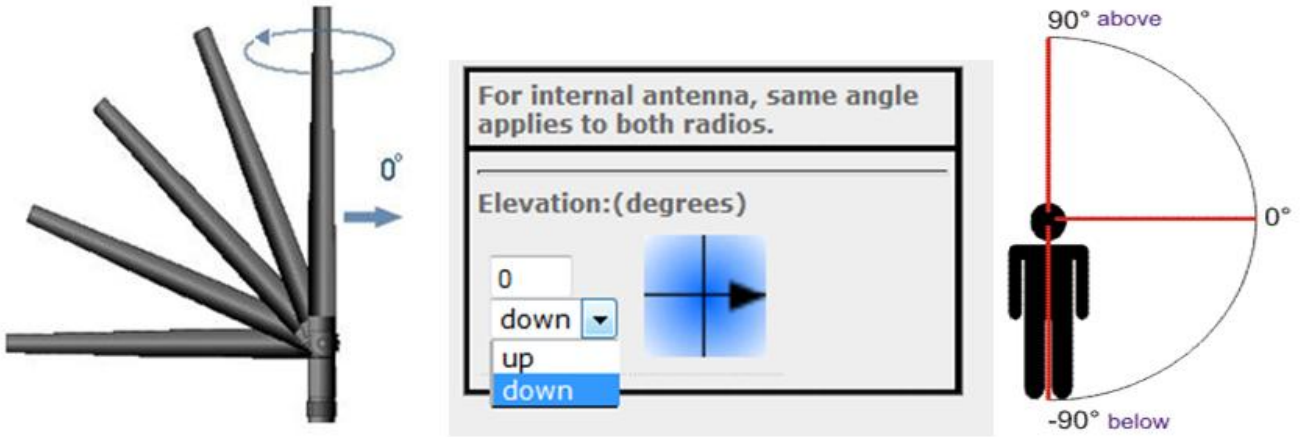 0°
For internal antenna, same angle
applies to both radios.
Elevation:(degrees)
0
down
up
down
90° above
0°
-90° below